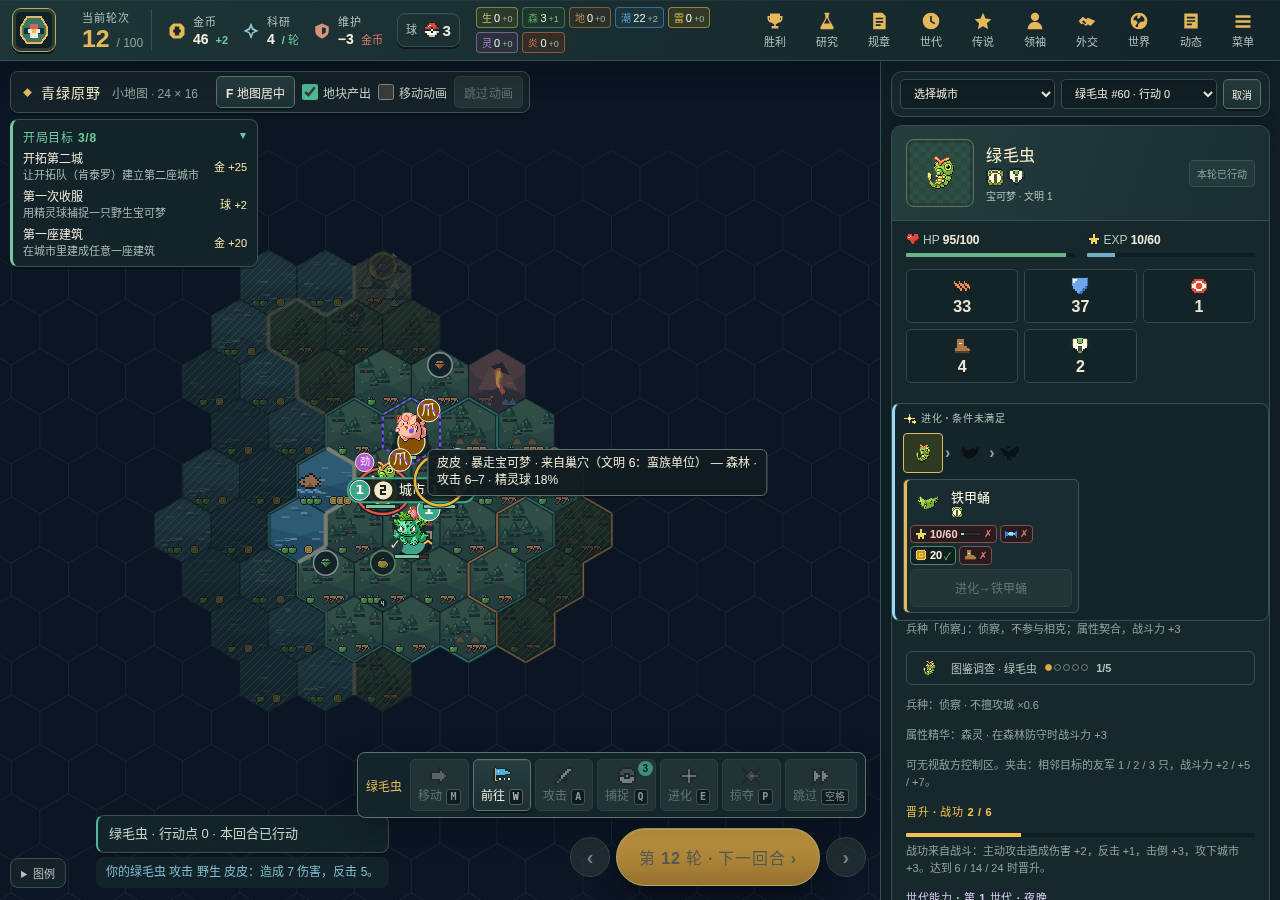 当前轮次
12 / 100
金币
46 +2
科研
4 / 轮
维护
−3 金币
球 3
生 0 +0
森 3 +1
地 0 +0
潮 22 +2
雷 0 +0
灵 0 +0
炎 0 +0
胜利
研究
规章
世代
传说
领袖
外交
世界
动态
菜单
青绿原野 小地图 · 24 × 16
F 地图居中
地块产出
移动动画
跳过动画
开局目标 3/8
开拓第二城
让开拓队（肯泰罗）建立第二座城市
金 +25
第一次收服
用精灵球捕捉一只野生宝可梦
球 +2
第一座建筑
在城市里建成任意一座建筑
金 +20
爪
劲
爪
1 2 城市
1
皮皮 · 暴走宝可梦 · 来自巢穴（文明 6：蛮族单位） — 森林 ·
攻击 6–7 · 精灵球 18%
绿毛虫
移动 M
前往 W
攻击 A
捕捉 Q
3
进化 E
掠夺 P
跳过 空格
绿毛虫 · 行动点 0 · 本回合已行动
你的绿毛虫 攻击 野生 皮皮：造成 7 伤害，反击 5。
图例
‹
第 12 轮 · 下一回合 ›
›
选择城市
绿毛虫 #60 · 行动 0
取消
绿毛虫
宝可梦 · 文明 1
本轮已行动
HP 95/100
EXP 10/60
33
37
1
4
2
进化 · 条件未满足
› ›
铁甲蛹
10/60 ✗
✗
20 ✓
✗
进化→铁甲蛹
兵种「侦察」：侦察，不参与相克；属性契合，战斗力 +3
图鉴调查 · 绿毛虫 1/5
兵种：侦察 · 不擅攻城 ×0.6
属性精华：森灵 · 在森林防守时战斗力 +3
可无视敌方控制区。夹击：相邻目标的友军 1 / 2 / 3 只，战斗力 +2 / +5
/ +7。
晋升 · 战功 2 / 6
战功来自战斗：主动攻击造成伤害 +2，反击 +1，击倒 +3，攻下城市
+3。达到 6 / 14 / 24 时晋升。
世代能力 · 第 1 世代 · 夜晚